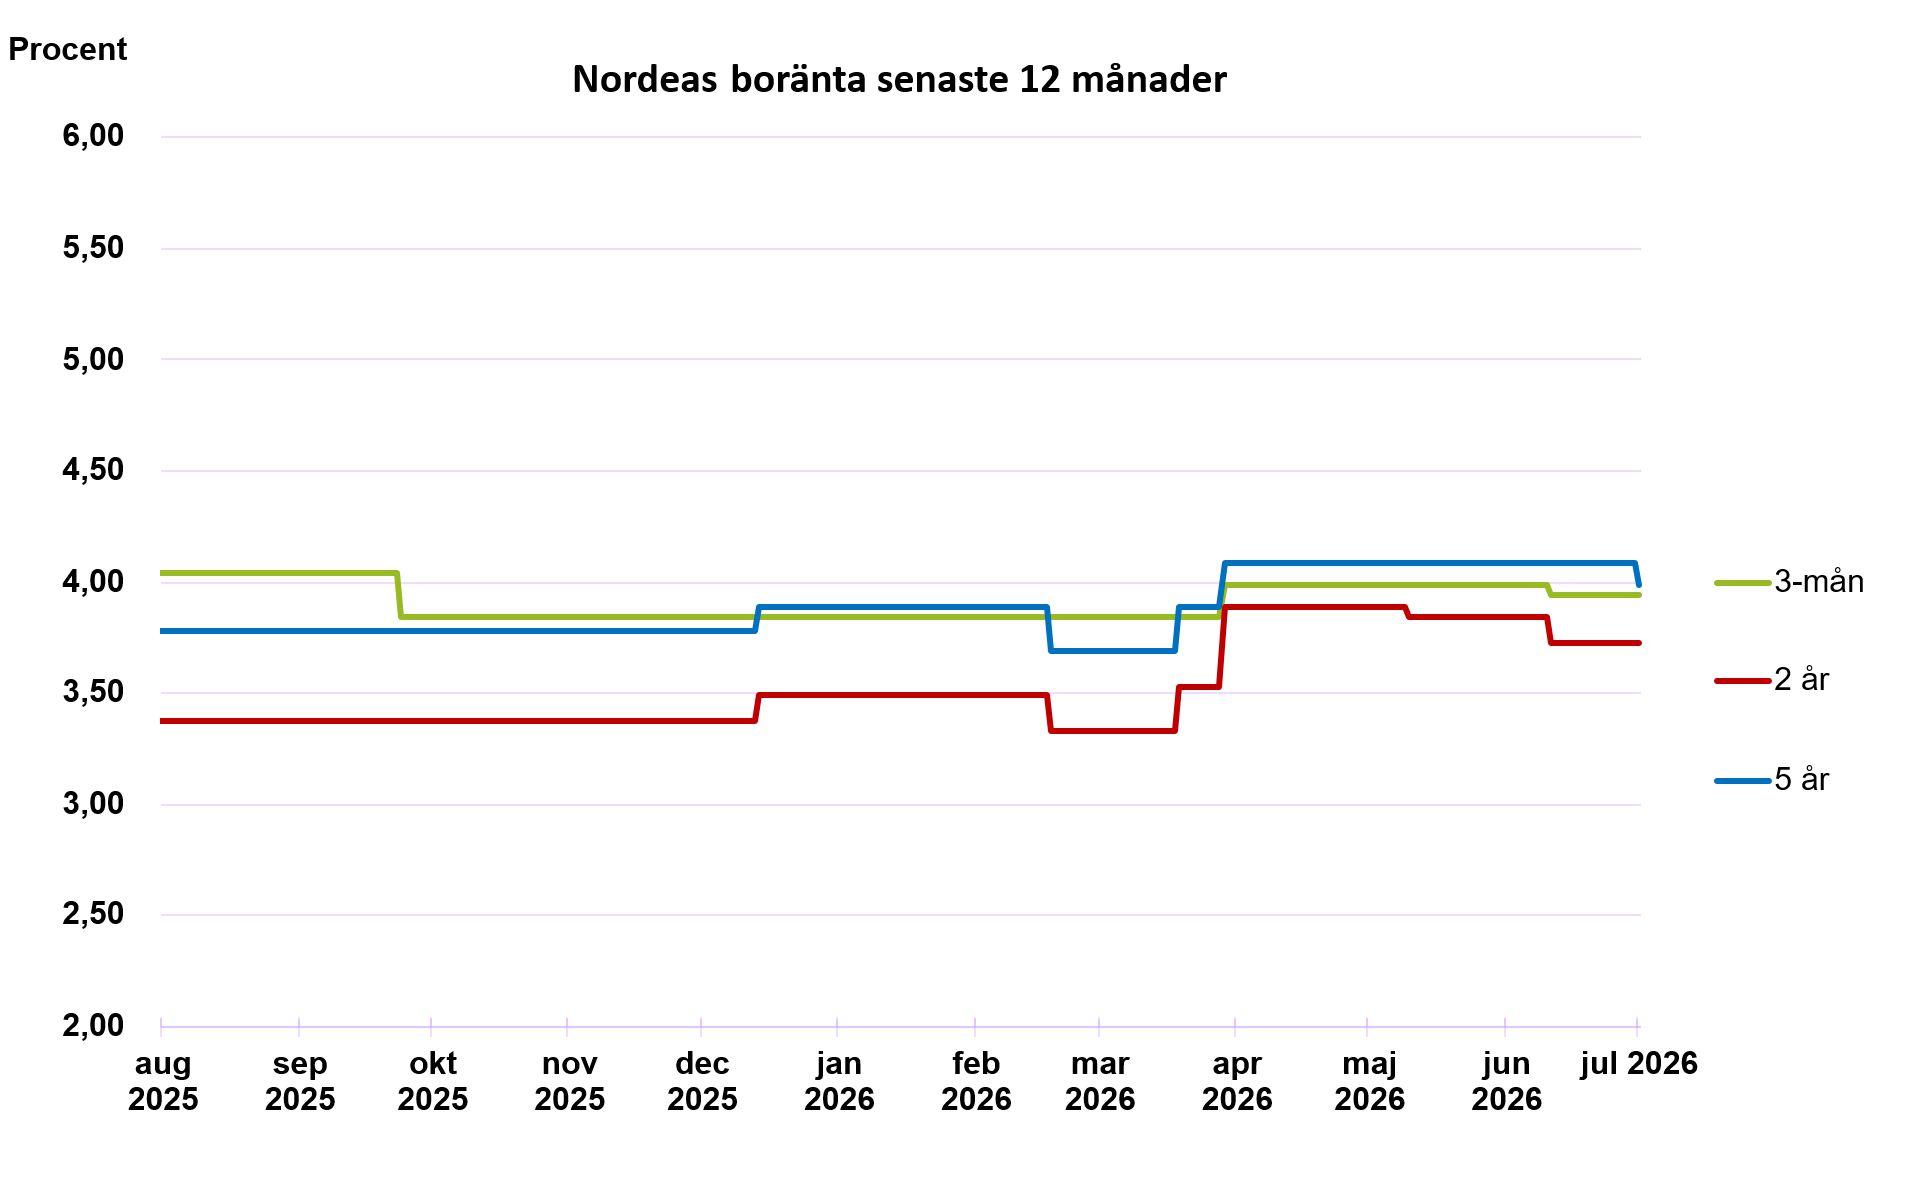 Procent
Nordeas boränta senaste 12 månader
6,00
5,50
5,00
4,50
4,00
3,50
3,00
2,50
2,00
aug 2025
sep 2025
okt 2025
nov 2025
dec 2025
jan 2026
feb 2026
mar 2026
apr 2026
maj 2026
jun 2026
jul 2026
3-mån
2 år
5 år